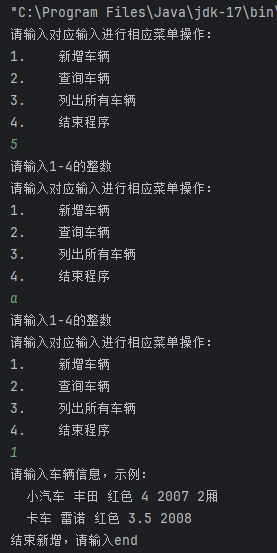 "C:\Program Files\Java\jdk-17\bin\
请输入对应输入进行相应菜单操作：
1.    新增车辆
2.    查询车辆
3.    列出所有车辆
4.    结束程序
5
请输入1-4的整数
请输入对应输入进行相应菜单操作：
1.    新增车辆
2.    查询车辆
3.    列出所有车辆
4.    结束程序
a
请输入1-4的整数
请输入对应输入进行相应菜单操作：
1.    新增车辆
2.    查询车辆
3.    列出所有车辆
4.    结束程序
1
请输入车辆信息，示例：
  小汽车 丰田 红色 4 2007 2厢
  卡车 雷诺 红色 3.5 2008
结束新增，请输入end